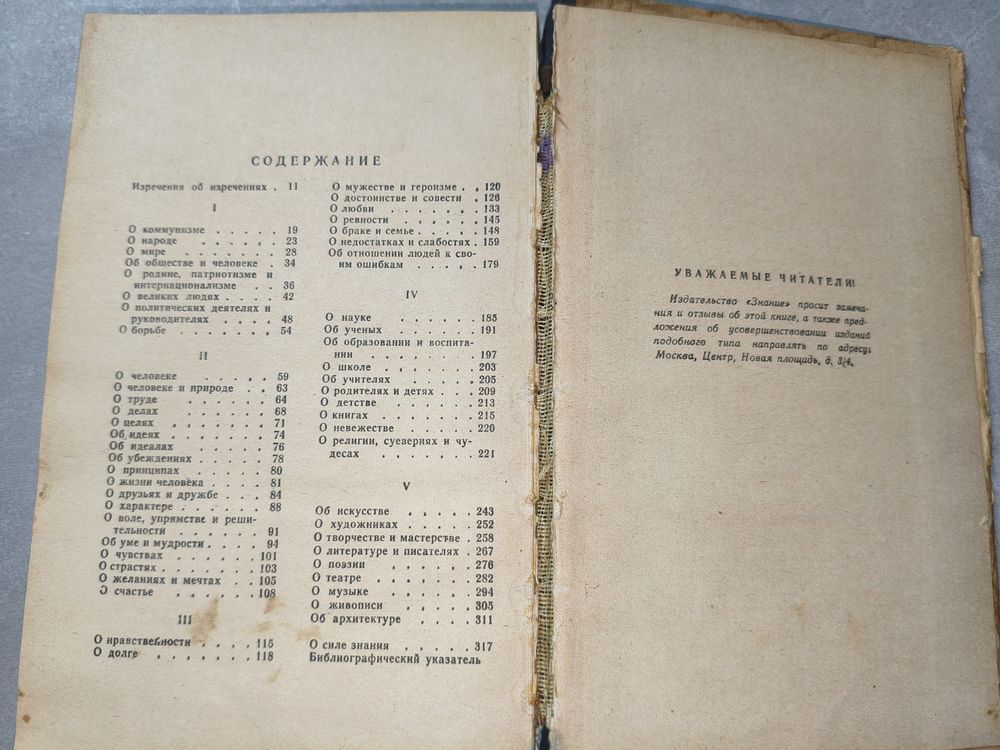 СОДЕРЖАНИЕ
Изречения об изречениях . 11
I
О коммунизме . . . . . 19
О народе . . . . . 23
О мире . . . . . . 28
Об обществе и человеке . 34
О родине, патриотизме и
интернационализме . . 36
О великих людях . . . . 42
О политических деятелях и
руководителях . . . . 48
О борьбе . . . . . . 54
II
О человеке . . . . . 59
О человеке и природе . . 63
О труде . . . . . 64
О делах . . . . . 68
О целях . . . . . . 71
Об идеях . . . . . . 74
Об идеалах . . . . . 76
Об убеждениях . . . . . 78
О принципах . . . . . 80
О жизни человека . . . . 81
О друзьях и дружбе . . . 84
О характере . . . . . 88
О воле, упрямстве и реши-
тельности . . . . . 91
Об уме и мудрости . . . . 94
О чувствах . . . . . 101
О страстях . . . . . . 103
О желаниях и мечтах . . 105
О счастье . . . . . 108
III
О нравственности . . . . 115
О долге . . . . . . 118
О мужестве и героизме . . 120
О достоинстве и совести . 126
О любви . . . . . . 133
О ревности . . . . . 145
О браке и семье . . . . . 148
О недостатках и слабостях . 159
Об отношении людей к сво-
им ошибкам . . . . . 179
IV
О науке . . . . . 185
Об ученых . . . . . 191
Об образовании и воспита-
нии . . . . . . 197
О школе . . . . . 203
Об учителях . . . . 205
О родителях и детях . . . 209
О детстве . . . . . 213
О книгах . . . . . . 215
О невежестве . . . . . 220
О религии, суевериях и чу-
десах . . . . . . 221
V
Об искусстве . . . . . 243
О художниках . . . . . 252
О творчестве и мастерстве . 258
О литературе и писателях . 267
О поэзии . . . . . 276
О театре . . . . . . 282
О музыке . . . . . 294
О живописи . . . . . 305
Об архитектуре . . . . 311
О силе знания . . . . . 317
Библиографический указатель
УВАЖАЕМЫЕ ЧИТАТЕЛИ!
Издательство «Знание» просит замеча-
ния и отзывы об этой книге, а также пред-
ложения об усовершенствовании изданий
подобного типа направлять по адресу:
Москва, Центр, Новая площадь, д. 3/4.